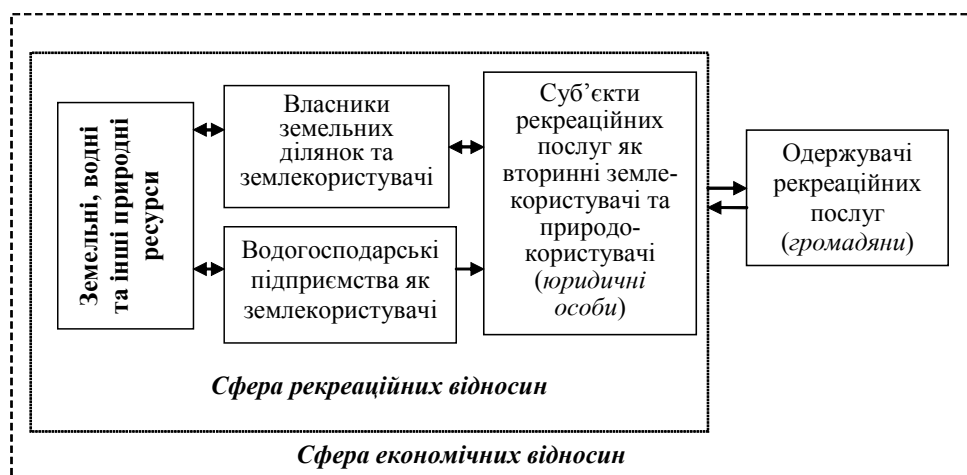 Земельні, водні
та інші природні
ресурси
Власники
земельних
ділянок та
землекористувачі
Водогосподарські
підприємства як
землекористувачі
Суб’єкти
рекреаційних
послуг як
вторинні земле-
користувачі та
природо-
користувачі
(юридичні
особи)
Одержувачі
рекреаційних
послуг
(громадяни)
Сфера рекреаційних відносин
Сфера економічних відносин